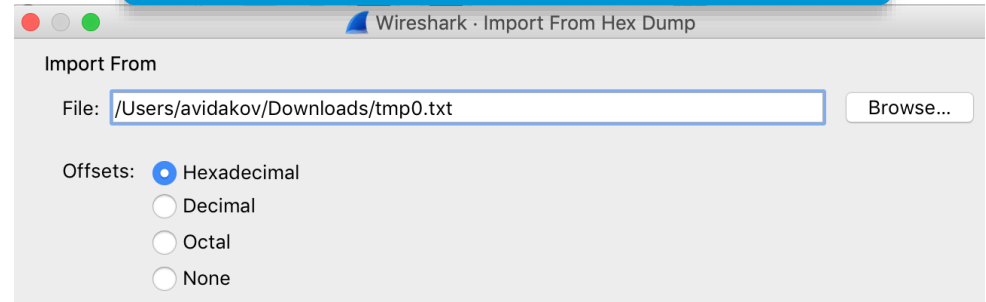 Wireshark · Import From Hex Dump
Import From
File: /Users/avidakov/Downloads/tmp0.txt Browse...
Offsets: Hexadecimal
Decimal
Octal
None